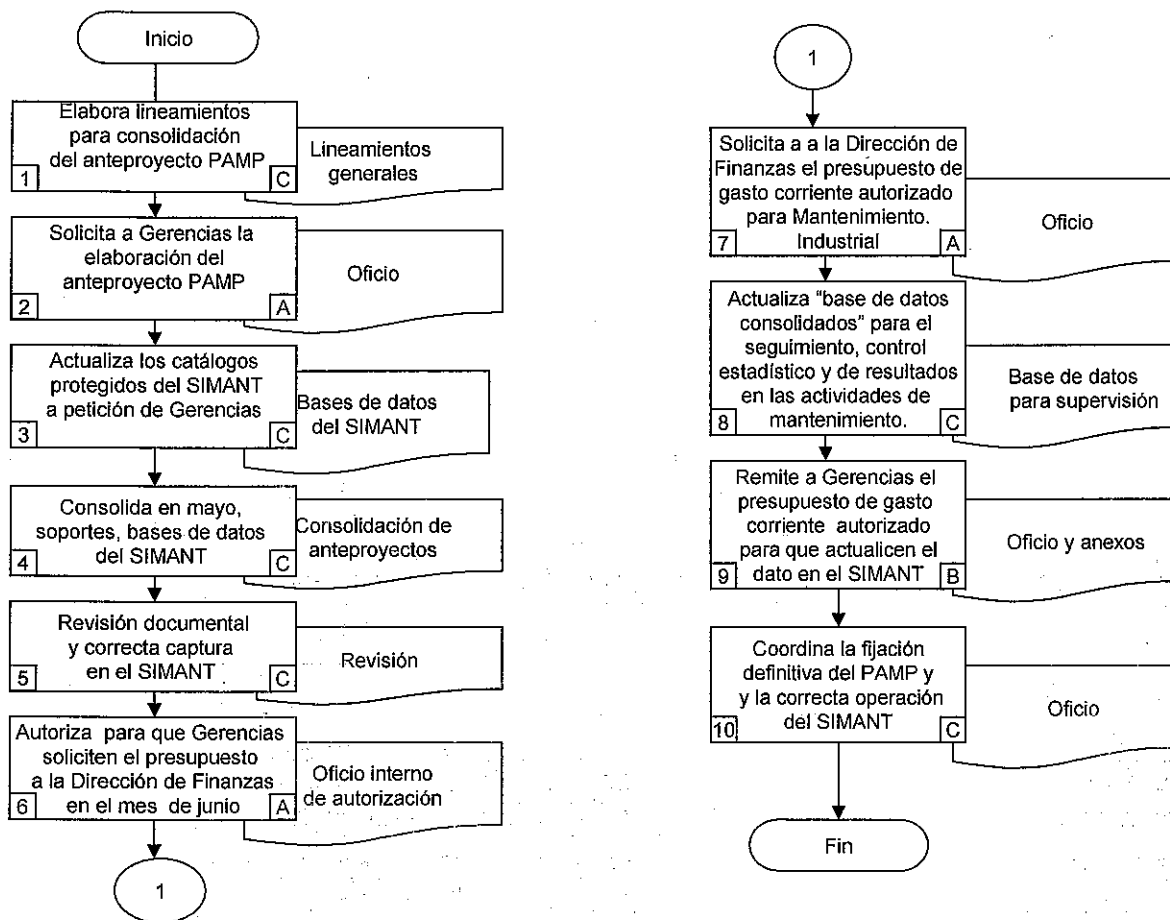 Inicio
Elabora lineamientos
para consolidación
del anteproyecto PAMP
1
C
Lineamientos
generales
Solicita a Gerencias la
elaboración del
anteproyecto PAMP
2
A
Oficio
Actualiza los catálogos
protegidos del SIMANT
a petición de Gerencias
3
C
Bases de datos
del SIMANT
Consolida en mayo,
soportes, bases de datos
del SIMANT
4
C
Consolidación de
anteproyectos
Revisión documental
y correcta captura
en el SIMANT
5
C
Revisión
Autoriza para que Gerencias
soliciten el presupuesto
a la Dirección de Finanzas
en el mes de junio
6
A
Oficio interno
de autorización
1
1
Solicita a a la Dirección de
Finanzas el presupuesto de
gasto corriente autorizado
para Mantenimiento.
Industrial
7
A
Oficio
Actualiza "base de datos
consolidados" para el
seguimiento, control
estadístico y de resultados
en las actividades de
mantenimiento.
8
C
Base de datos
para supervisión
Remite a Gerencias el
presupuesto de gasto
corriente autorizado
para que actualicen el
dato en el SIMANT
9
B
Oficio y anexos
Coordina la fijación
definitiva del PAMP y
y la correcta operación
del SIMANT
10
C
Oficio
Fin